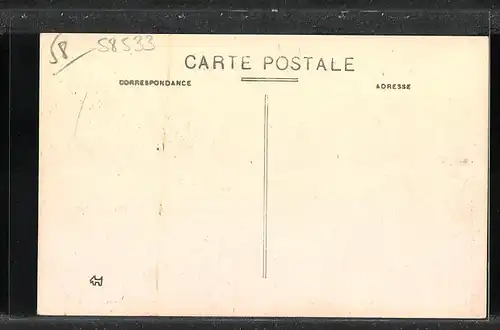 58 58533
CARTE POSTALE
CORRESPONDANCE ADRESSE